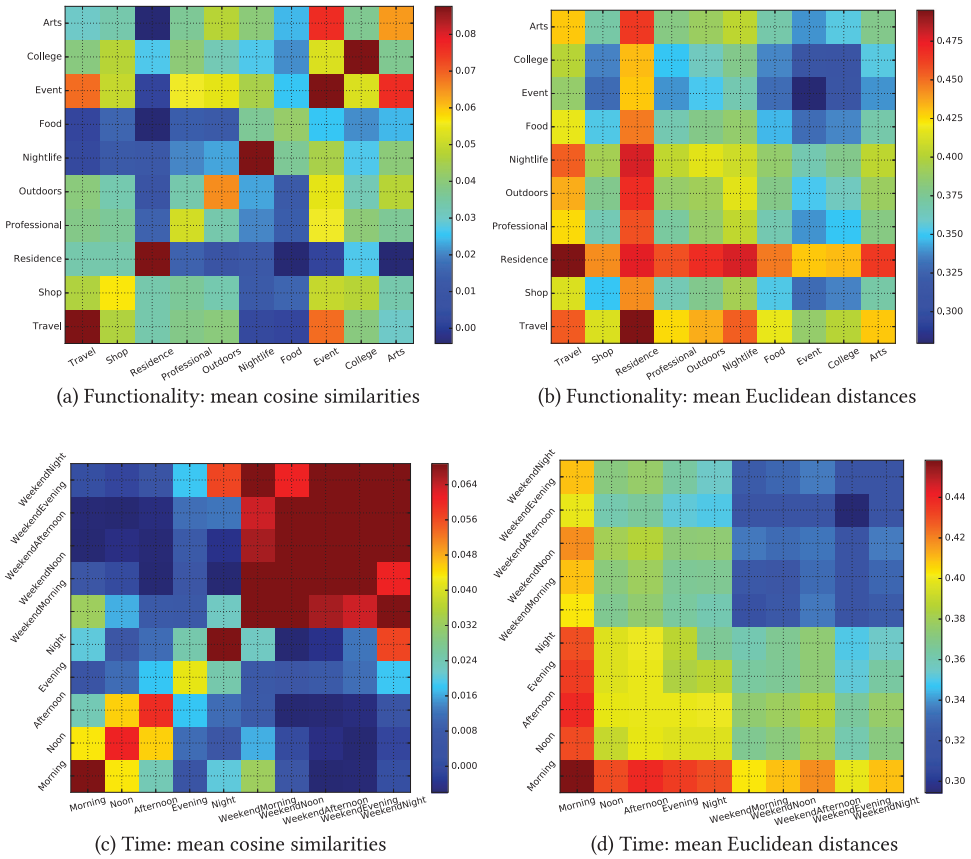 Arts
College
Event
Food
Nightlife
Outdoors
Professional
Residence
Shop
Travel
Travel Shop Residence Professional Outdoors Nightlife Food Event College Arts
0.08
0.07
0.06
0.05
0.04
0.03
0.02
0.01
0.00
(a) Functionality: mean cosine similarities
Arts
College
Event
Food
Nightlife
Outdoors
Professional
Residence
Shop
Travel
Travel Shop Residence Professional Outdoors Nightlife Food Event College Arts
0.475
0.450
0.425
0.400
0.375
0.350
0.325
0.300
(b) Functionality: mean Euclidean distances
WeekendNight
WeekendEvening
WeekendAfternoon
WeekendNoon
WeekendMorning
Night
Evening
Afternoon
Noon
Morning
Morning Noon Afternoon Evening Night WeekendMorning WeekendNoon WeekendAfternoon WeekendEvening WeekendNight
0.064
0.056
0.048
0.040
0.032
0.024
0.016
0.008
0.000
(c) Time: mean cosine similarities
WeekendNight
WeekendEvening
WeekendAfternoon
WeekendNoon
WeekendMorning
Night
Evening
Afternoon
Noon
Morning
Morning Noon Afternoon Evening Night WeekendMorning WeekendNoon WeekendAfternoon WeekendEvening WeekendNight
0.44
0.42
0.40
0.38
0.36
0.34
0.32
0.30
(d) Time: mean Euclidean distances